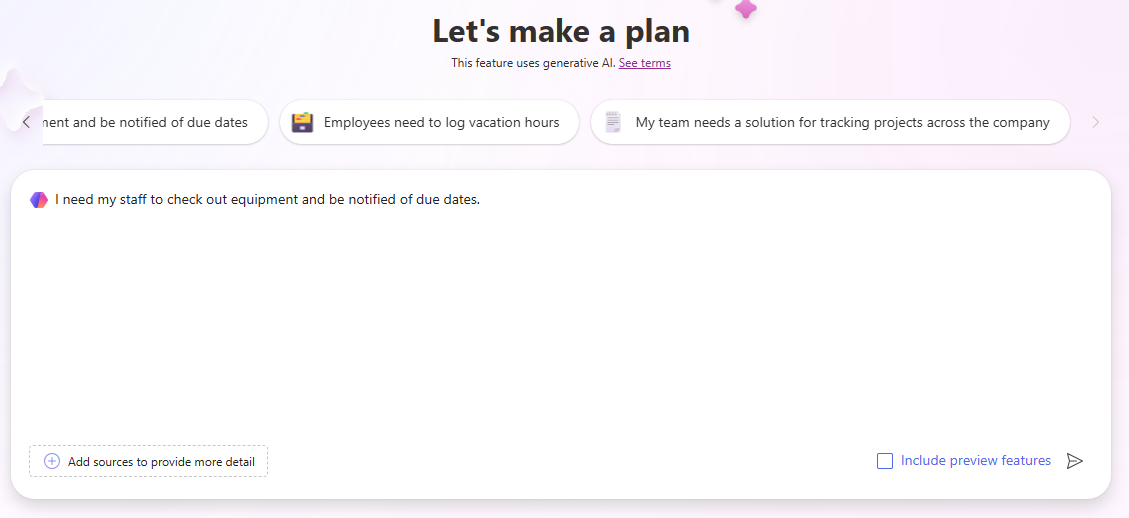 Let's make a plan
This feature uses generative AI. See terms
and be notified of due dates
Employees need to log vacation hours
My team needs a solution for tracking projects across the company
I need my staff to check out equipment and be notified of due dates.
Add sources to provide more detail
Include preview features